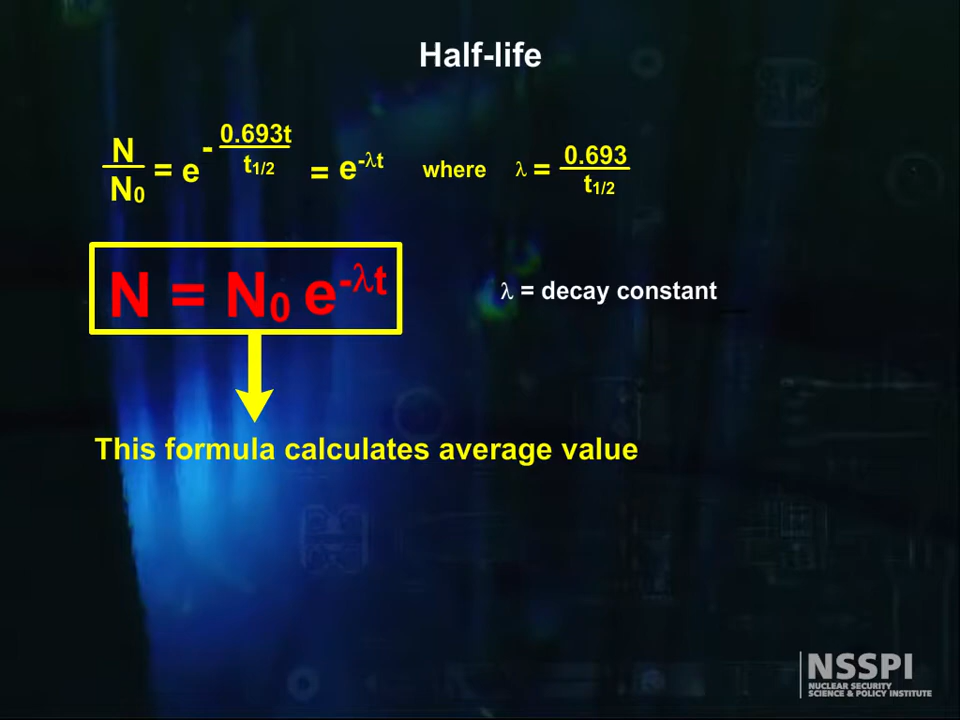 Half-life
N/N0 = e^-0.693t/t1/2 = e^-λt where λ = 0.693/t1/2
N = N0 e^-λt
λ = decay constant
This formula calculates average value
NSSPI
NUCLEAR SECURITY
SCIENCE & POLICY INSTITUTE